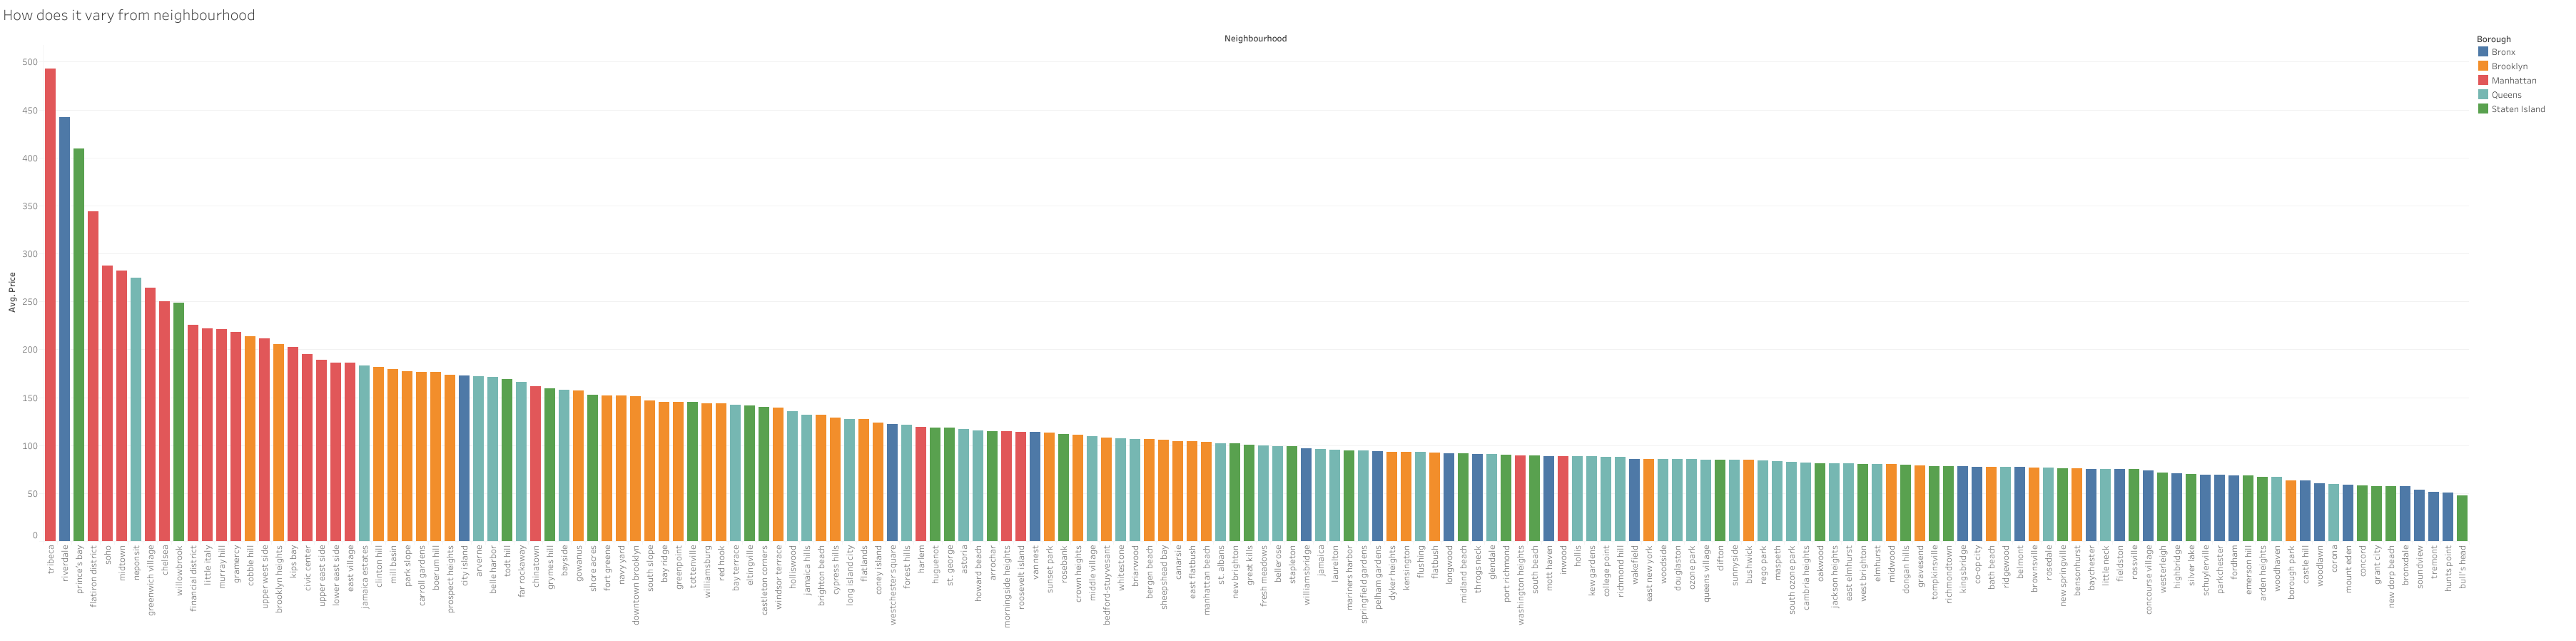 How does it vary from neighbourhood
Neighbourhood
Borough
Bronx
Brooklyn
Manhattan
Queens
Staten Island
Avg. Price
500
450
400
350
300
250
200
150
100
50
0
tribeca
riverdale
prince's bay
flatiron district
soho
midtown
neponsit
greenwich village
chelsea
willowbrook
financial district
little italy
murray hill
gramercy
cobble hill
upper west side
brooklyn heights
kips bay
civic center
upper east side
lower east side
east village
jamaica estates
clinton hill
mill basin
park slope
carroll gardens
boerum hill
prospect heights
city island
arverne
belle harbor
todt hill
far rockaway
chinatown
grymes hill
bayside
gowanus
shore acres
fort greene
navy yard
downtown brooklyn
south slope
bay ridge
greenpoint
tottenville
williamsburg
red hook
bay terrace
eltingville
castleton corners
windsor terrace
holliswood
jamaica hills
brighton beach
cypress hills
long island city
flatlands
coney island
westchester square
forest hills
harlem
huguenot
st. george
astoria
howard beach
arrochar
morningside heights
roosevelt island
van nest
sunset park
rosebank
crown heights
middle village
bedford-stuyvesant
whitestone
briarwood
bergen beach
sheepshead bay
canarsie
east flatbush
manhattan beach
st. albans
new brighton
great kills
fresh meadows
bellerose
stapleton
williamsbridge
jamaica
laurelton
mariners harbor
springfield gardens
pelham gardens
dyker heights
kensington
flushing
flatbush
longwood
midland beach
throgs neck
glendale
port richmond
washington heights
south beach
mott haven
inwood
hollis
kew gardens
college point
richmond hill
wakefield
east new york
woodside
douglaston
ozone park
queens village
clifton
sunnyside
bushwick
rego park
maspeth
south ozone park
cambria heights
oakwood
jackson heights
east elmhurst
west brighton
elmhurst
midwood
dongan hills
gravesend
tompkinsville
richmondtown
kingsbridge
co-op city
bath beach
ridgewood
belmont
brownsville
rosedale
new springville
bensonhurst
baychester
little neck
fieldston
rossville
concourse village
westerleigh
highbridge
silver lake
schuylerville
parkchester
fordham
emerson hill
arden heights
woodhaven
borough park
castle hill
woodlawn
corona
mount eden
concord
grant city
new dorp beach
bronxdale
soundview
tremont
hunts point
bull's head